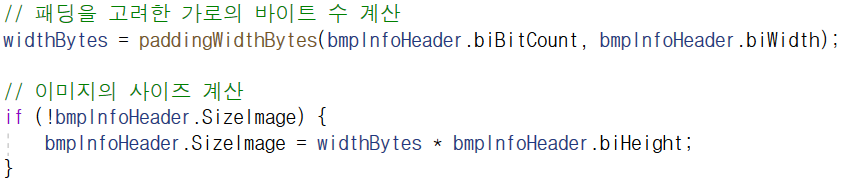 // 패딩을 고려한 가로의 바이트 수 계산
widthBytes = paddingWidthBytes(bmpInfoHeader.biBitCount, bmpInfoHeader.biWidth);
// 이미지의 사이즈 계산
if (!bmpInfoHeader.SizeImage) {
    bmpInfoHeader.SizeImage = widthBytes * bmpInfoHeader.biHeight;
}